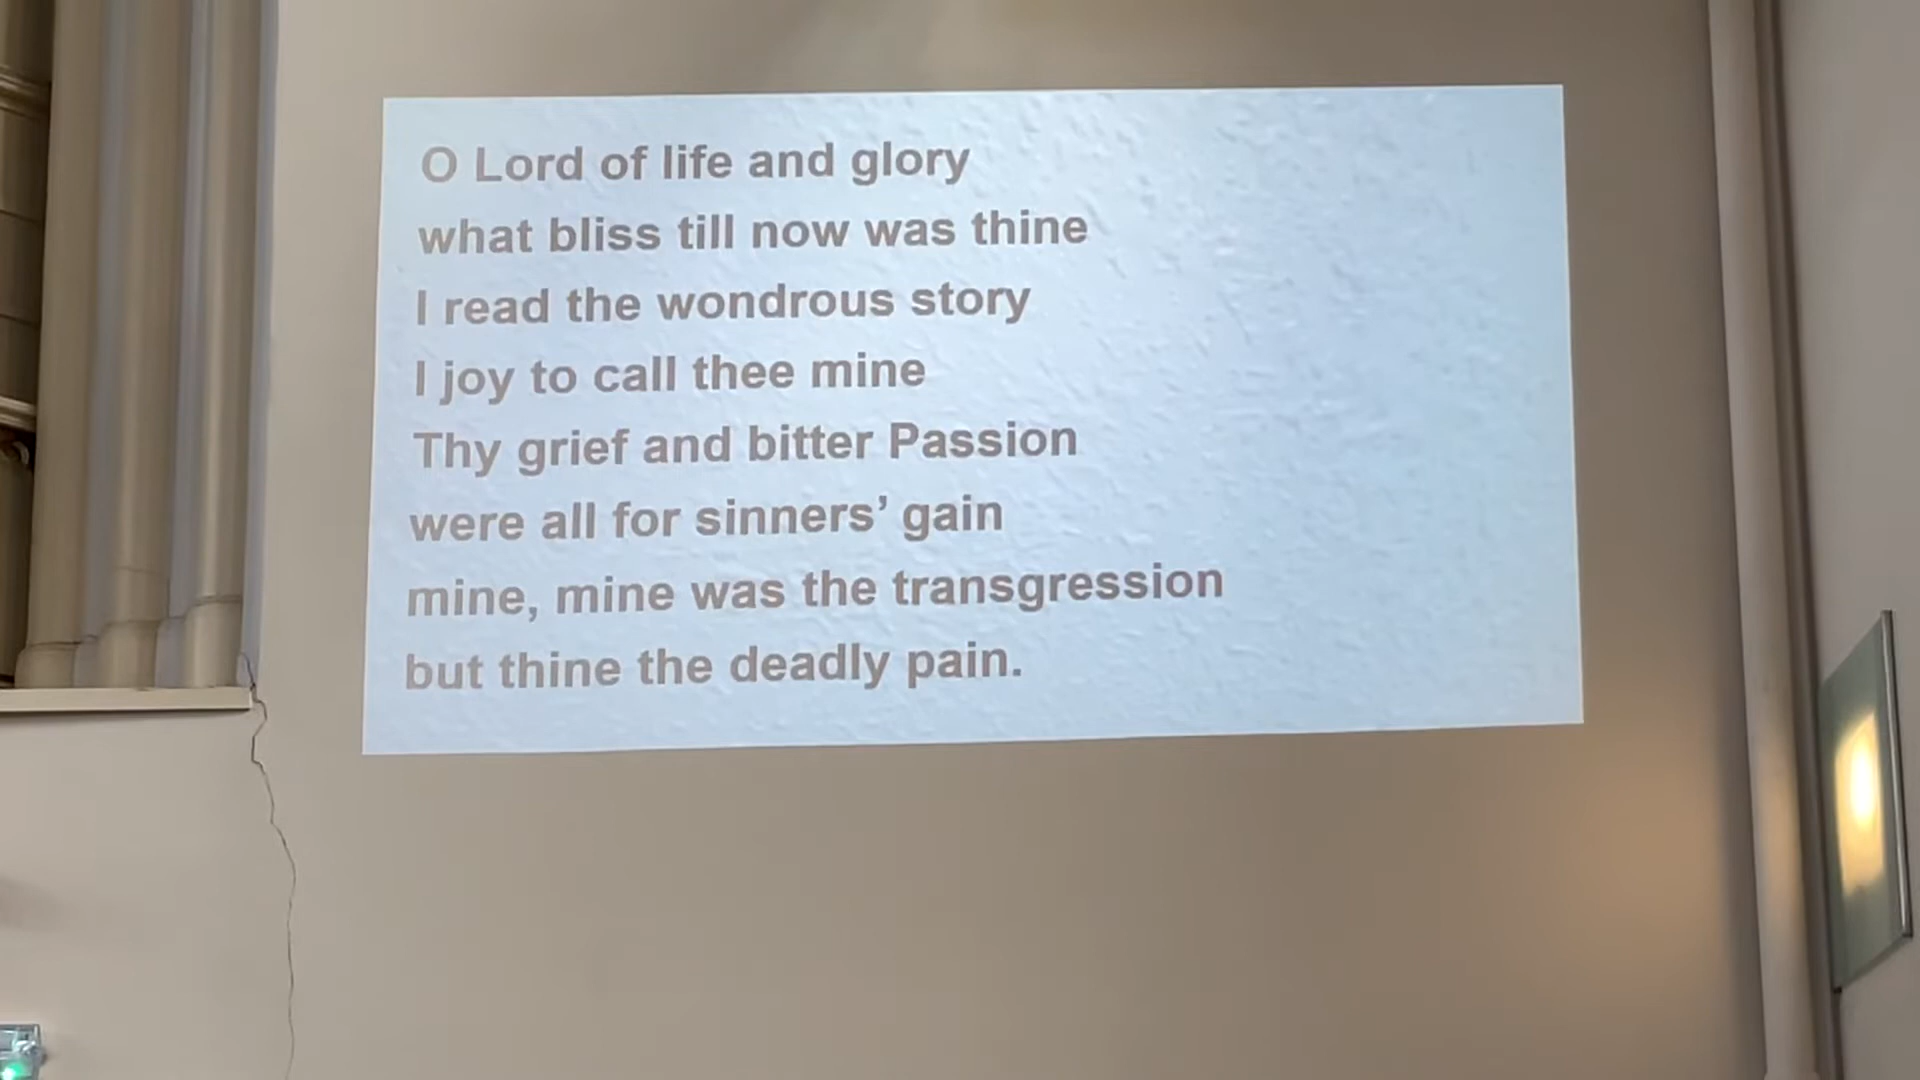 O Lord of life and glory
what bliss till now was thine
I read the wondrous story
I joy to call thee mine
Thy grief and bitter Passion
were all for sinners’ gain
mine, mine was the transgression
but thine the deadly pain.